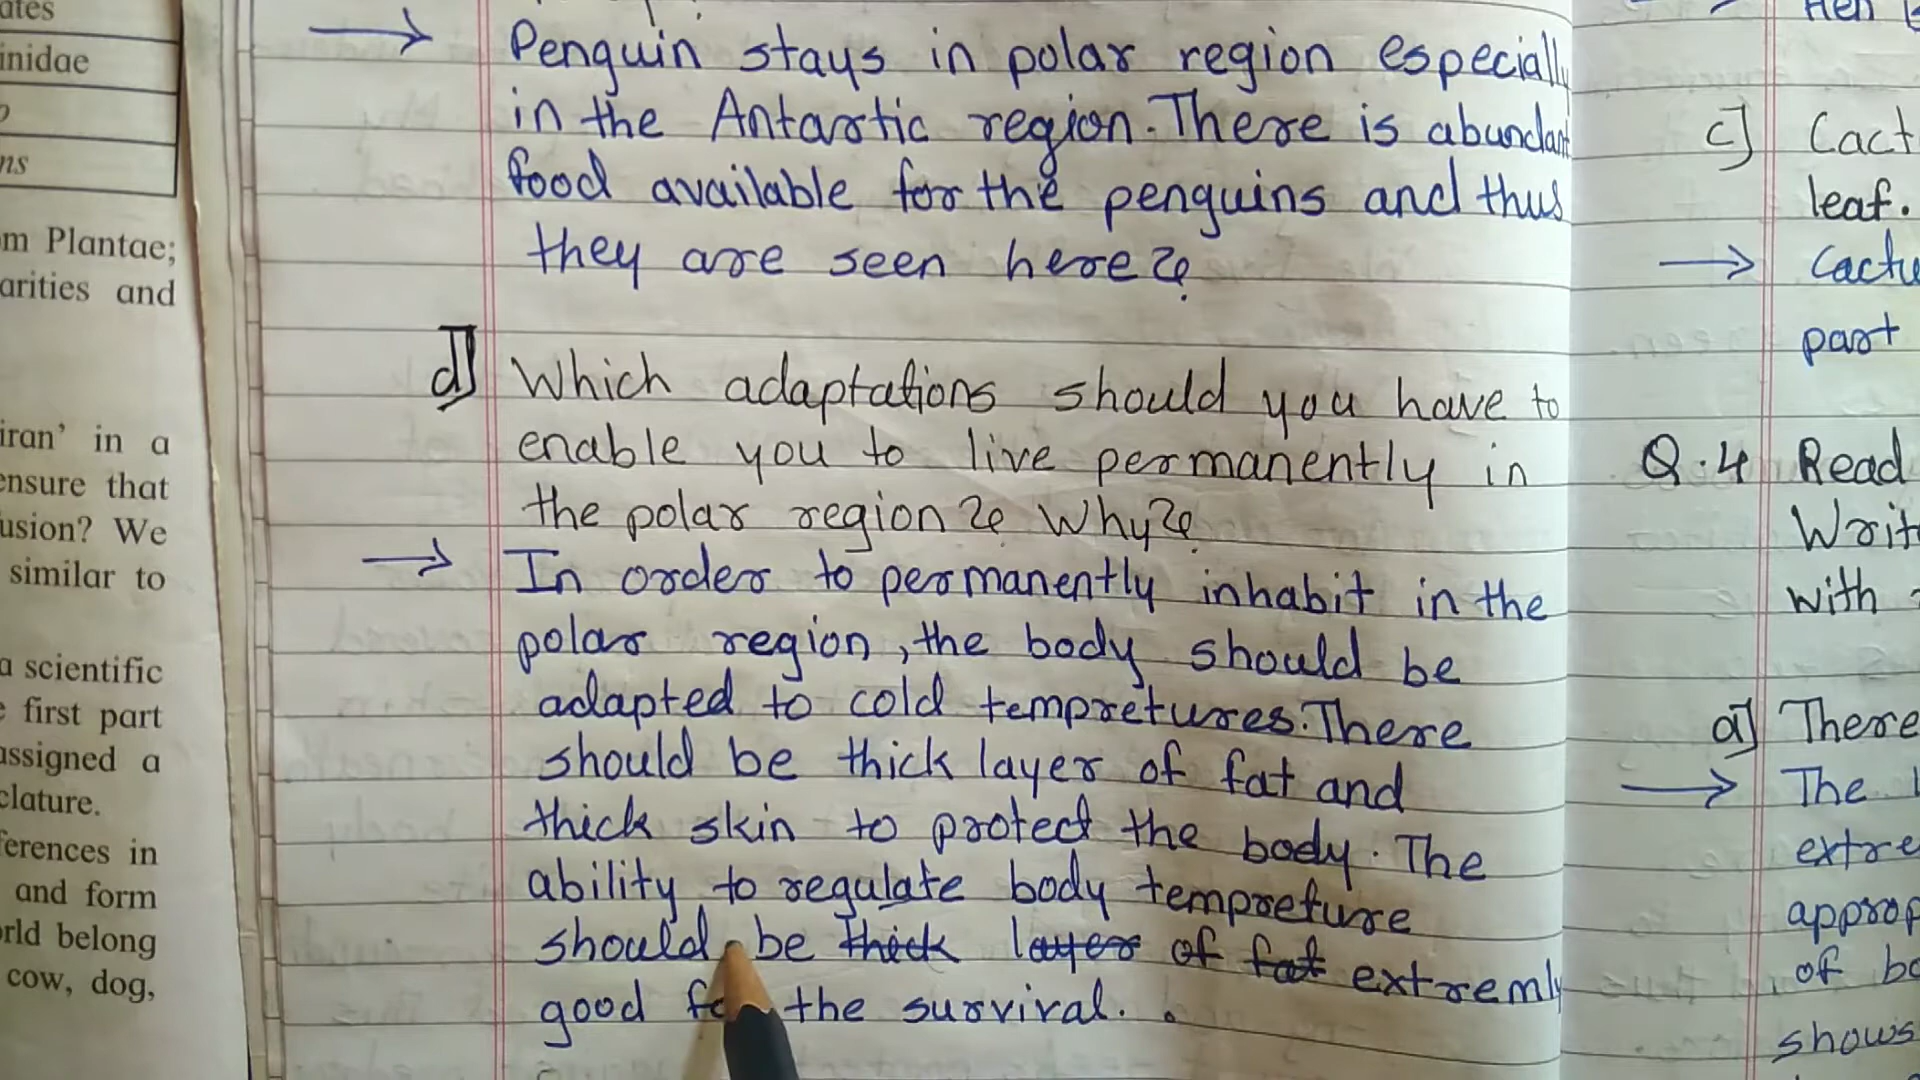 ates
inidae
ns
m Plantae;
arities and
iran' in a
ensure that
usion? We
similar to
a scientific
first part
assigned a
clature.
ferences in
and form
orld belong
cow, dog,
Penguin stays in polar region especially
in the Antartic region. There is abundant
food available for the penguins and thus
they are seen here?
d] Which adaptations should you have to
enable you to live permanently in
the polar region? Why?
→ In order to permanently inhabit in the
polar region, the body should be
adapted to cold tempretures. There
should be thick layer of fat and
thick skin to protect the body. The
ability to regulate body tempreture
should be thick layer of fat extremly
good the survival.
c] Cact
leaf.
→ Cactu
part
Q.4 Read
Writ
with
a] There
→ The
extre
approp
of bo
shows